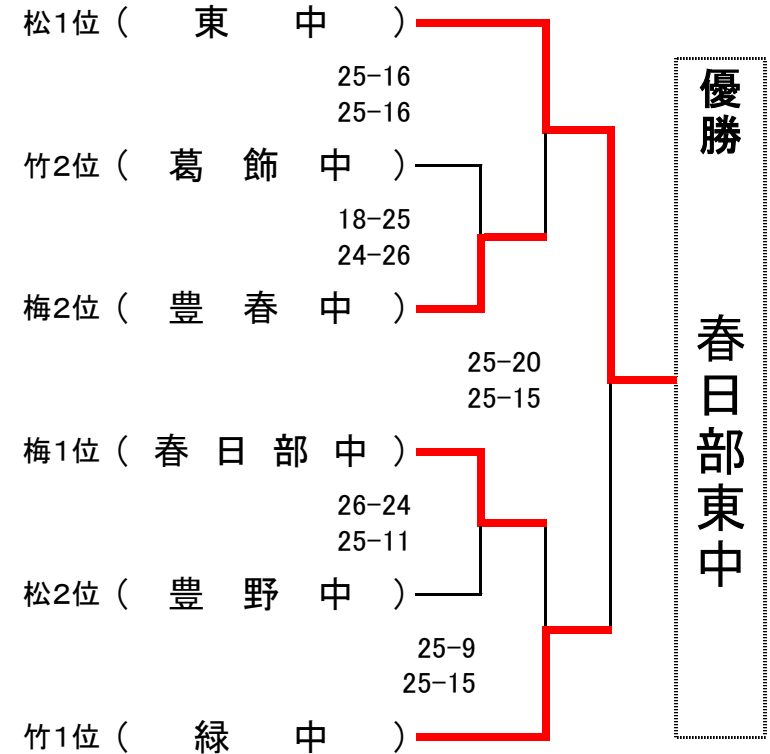 松1位（　東　中　）
25-16
25-16
竹2位（　葛　飾　中　）
18-25
24-26
梅2位（　豊　春　中　）
25-20
25-15
梅1位（　春　日　部　中　）
26-24
25-11
松2位（　豊　野　中　）
25-9
25-15
竹1位（　緑　中　）
優勝　春日部東中